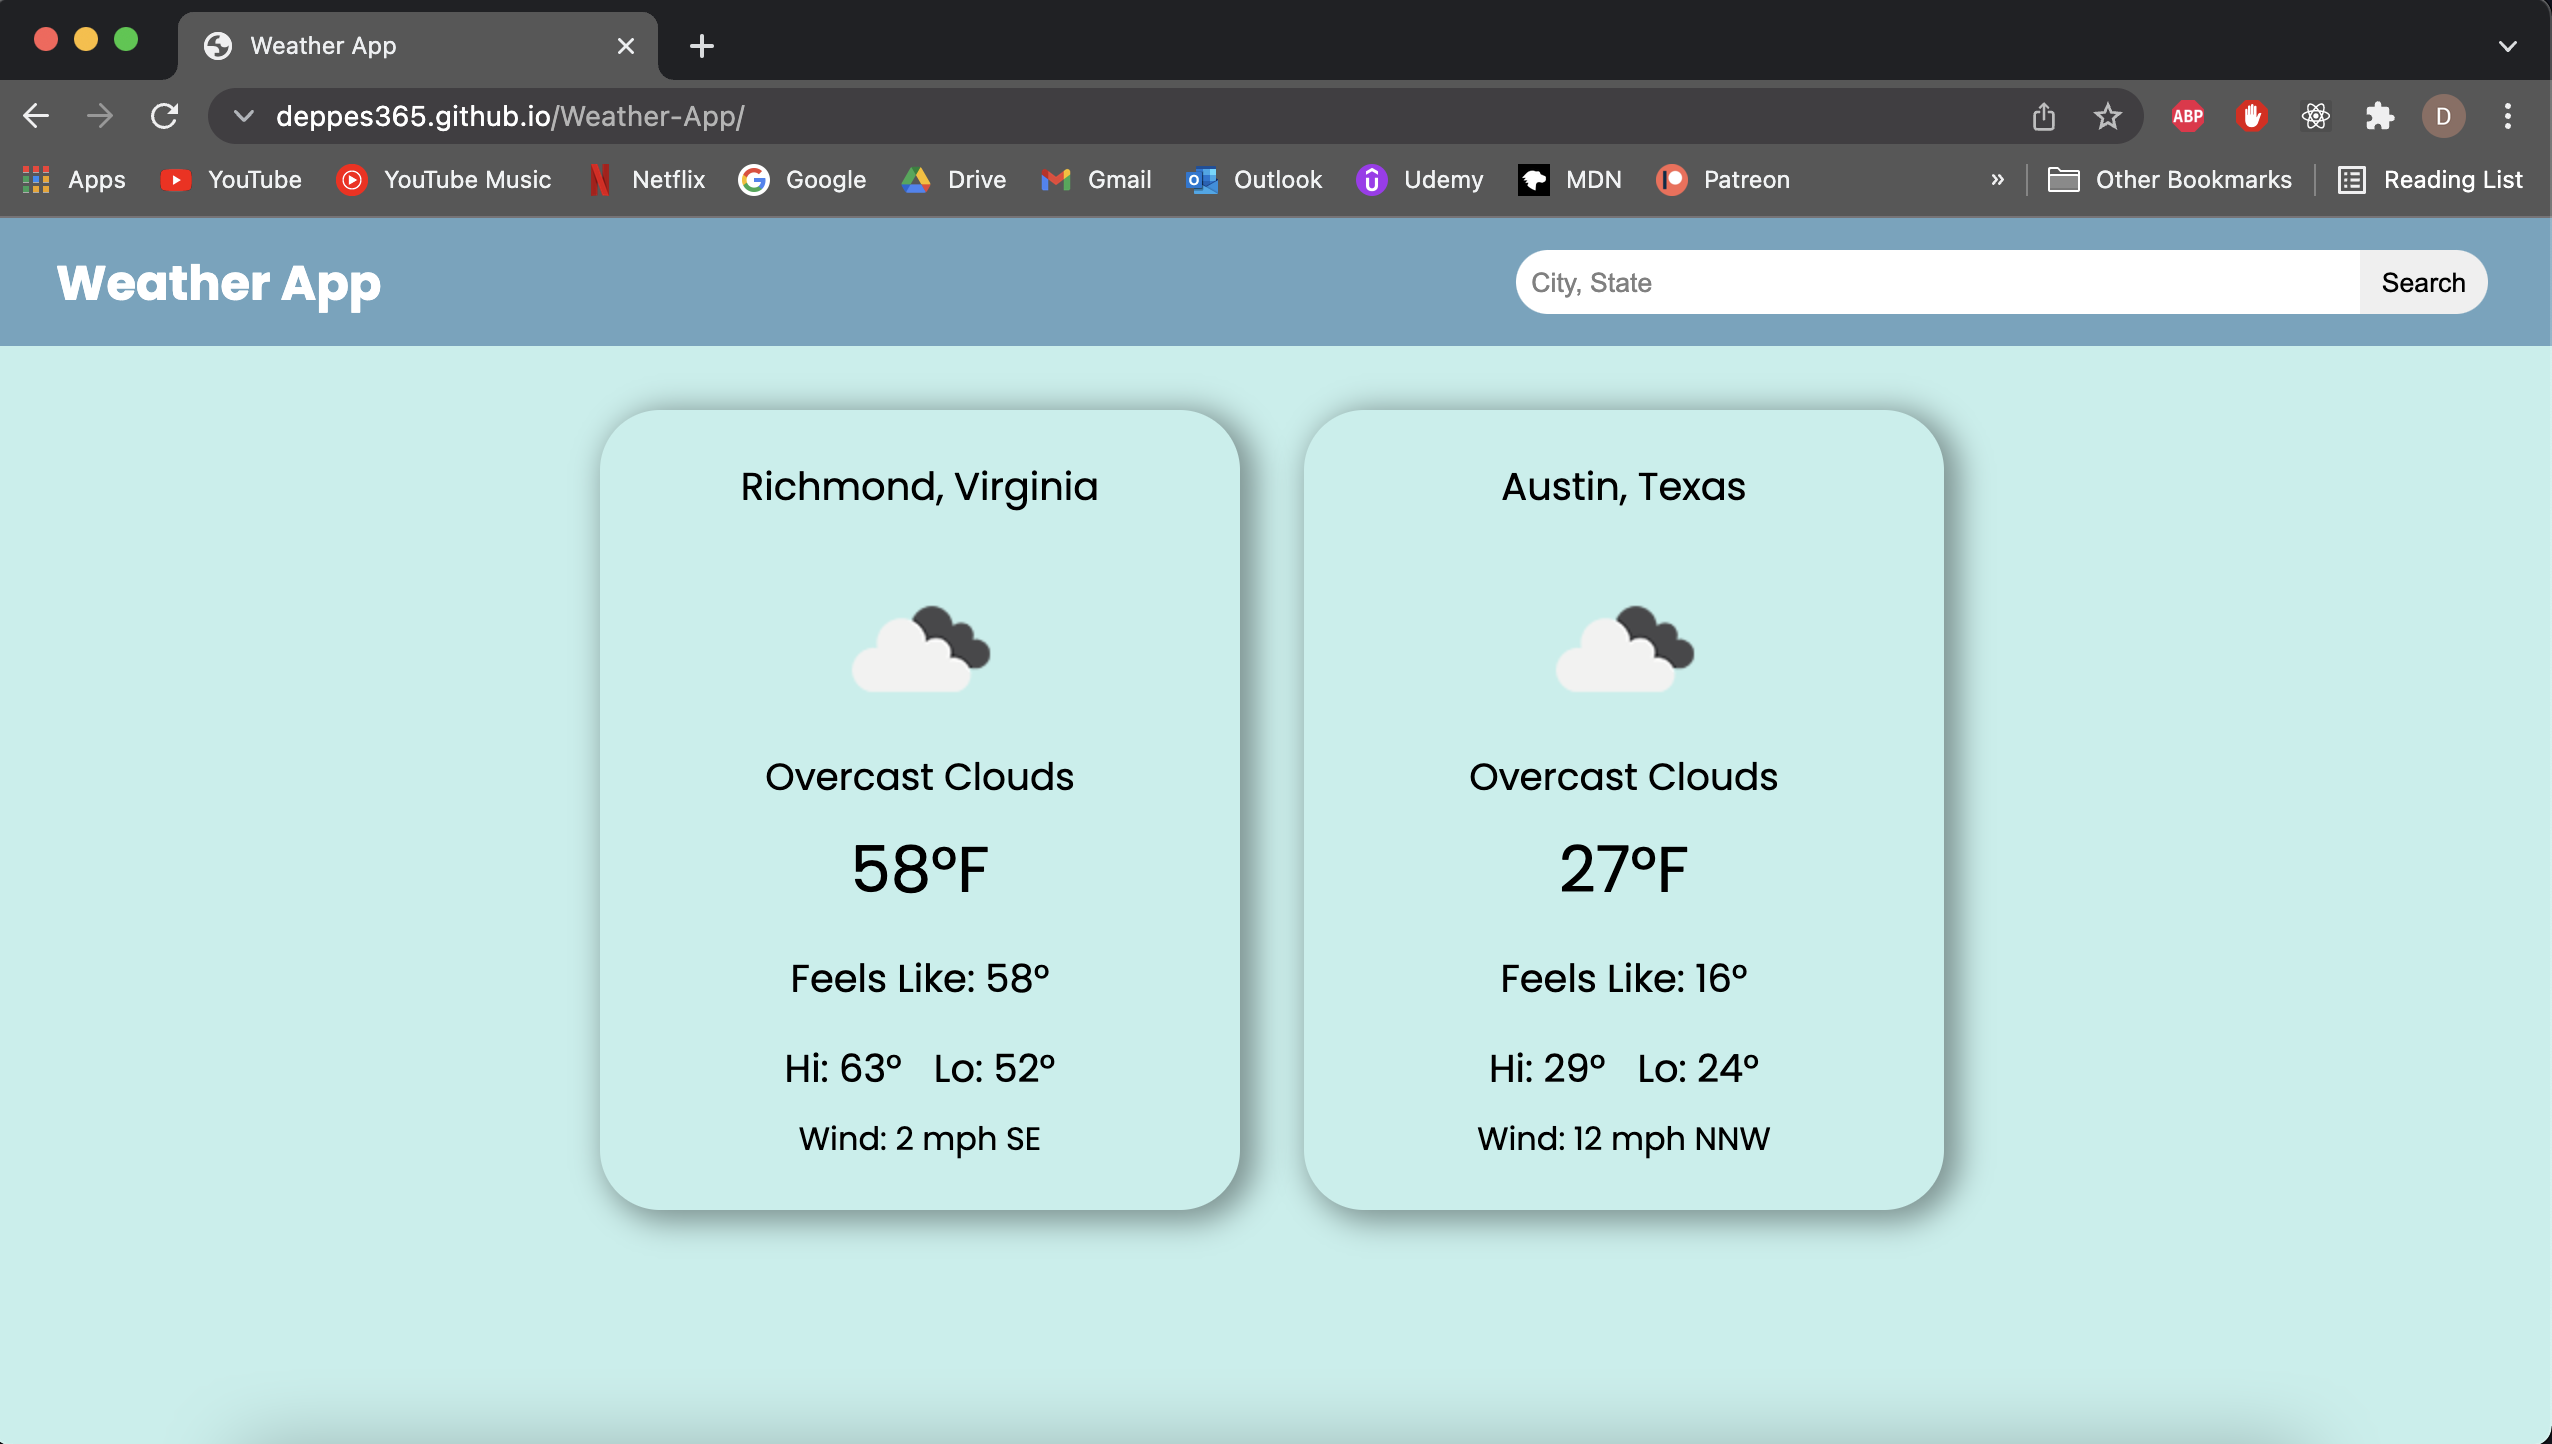 Weather App
deppes365.github.io/Weather-App/
ABP
D
Apps YouTube YouTube Music Netflix Google Drive Gmail Outlook Udemy MDN Patreon » Other Bookmarks Reading List
Weather App
City, State
Search
Richmond, Virginia
Overcast Clouds
58°F
Feels Like: 58°
Hi: 63° Lo: 52°
Wind: 2 mph SE
Austin, Texas
Overcast Clouds
27°F
Feels Like: 16°
Hi: 29° Lo: 24°
Wind: 12 mph NNW